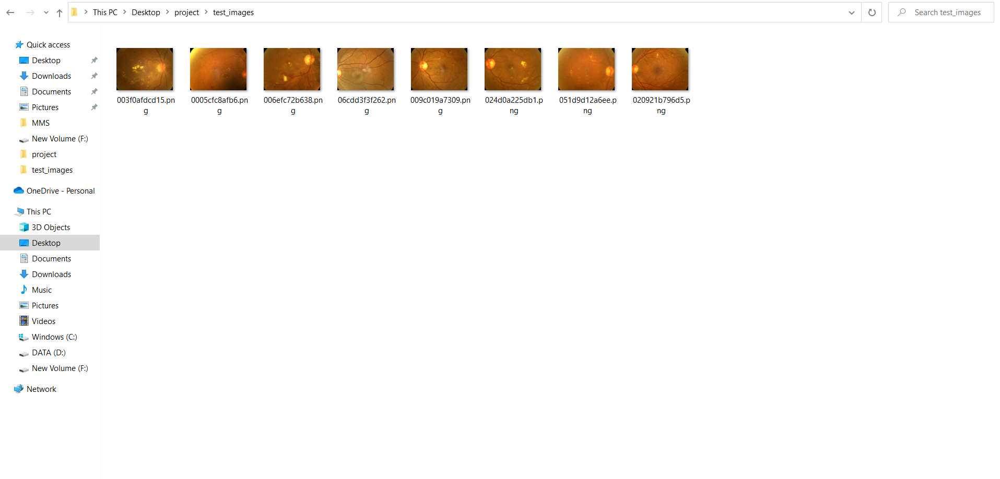 This PC Desktop project test_images
Search test_images
Quick access
Desktop
Downloads
Documents
Pictures
MMS
New Volume (F:)
project
test_images
OneDrive - Personal
This PC
3D Objects
Desktop
Documents
Downloads
Music
Pictures
Videos
Windows (C:)
DATA (D:)
New Volume (F:)
Network
003f0afdcd15.pn
g
0005cfc8afb6.pn
g
006efc72b638.pn
g
06cdd3f3f262.pn
g
009c019a7309.pn
g
024d0a225db1.p
ng
051d9d12a6ee.p
ng
020921b796d5.p
ng